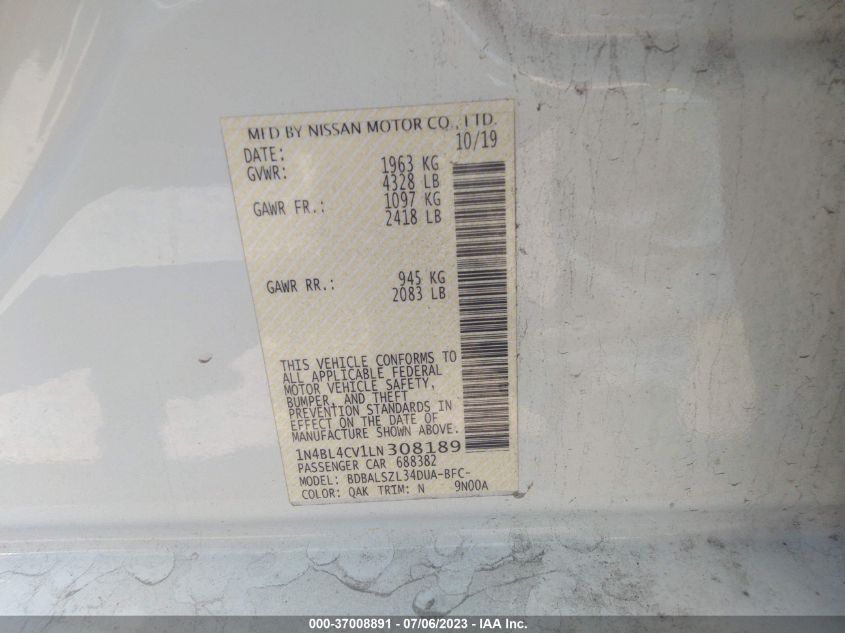 MFD BY NISSAN MOTOR CO., LTD.
DATE: 10/19
GVWR: 1963 KG
4328 LB
GAWR FR.: 1097 KG
2418 LB
GAWR RR.: 945 KG
2083 LB
THIS VEHICLE CONFORMS TO
ALL APPLICABLE FEDERAL
MOTOR VEHICLE SAFETY,
BUMPER, AND THEFT
PREVENTION STANDARDS IN
EFFECT ON THE DATE OF
MANUFACTURE SHOWN ABOVE.
1N4BL4CV1LN308189
PASSENGER CAR 688382
MODEL: BDBALSZL34DUA-BFC-
COLOR: QAK TRIM: N 9N00A
000-37008891 - 07/06/2023 - IAA Inc.